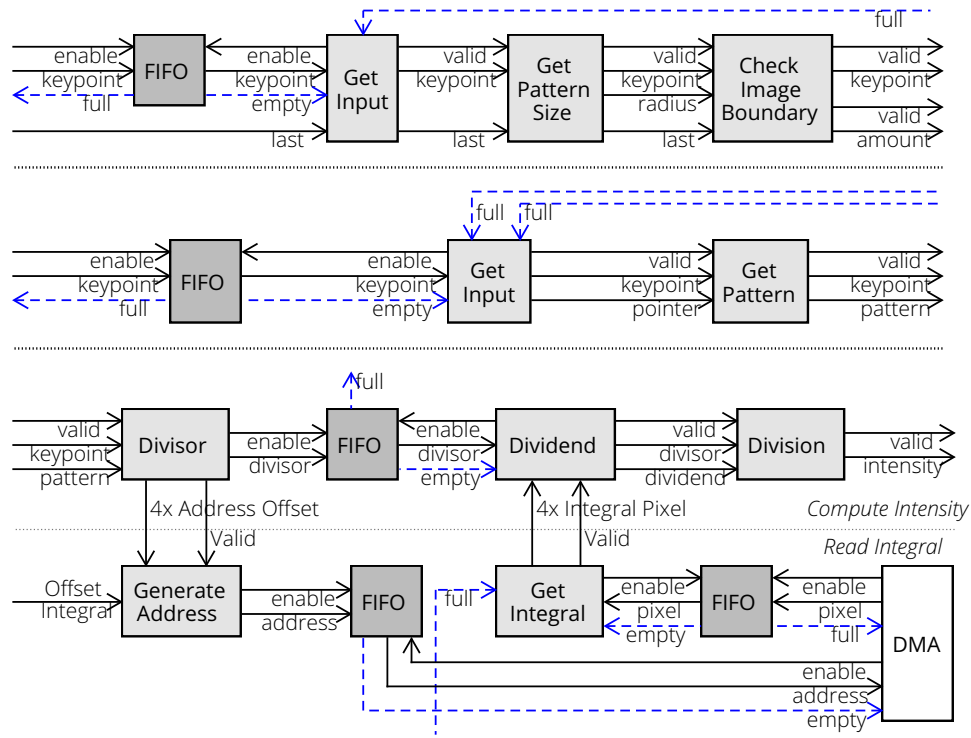 full
enable
keypoint
full
FIFO
enable
keypoint
empty
last
Get
Input
valid
keypoint
last
Get
Pattern
Size
valid
keypoint
radius
last
Check
Image
Boundary
valid
keypoint
valid
amount
full
full
enable
keypoint
full
FIFO
enable
keypoint
empty
Get
Input
valid
keypoint
pointer
Get
Pattern
valid
keypoint
pattern
full
valid
keypoint
pattern
Divisor
enable
divisor
FIFO
enable
divisor
empty
Dividend
valid
divisor
dividend
Division
valid
intensity
4x Address Offset
Valid
4x Integral Pixel
Valid
Compute Intensity
Read Integral
Offset
Integral
Generate
Address
enable
address
FIFO
full
Get
Integral
enable
pixel
empty
FIFO
enable
pixel
full
DMA
enable
address
empty